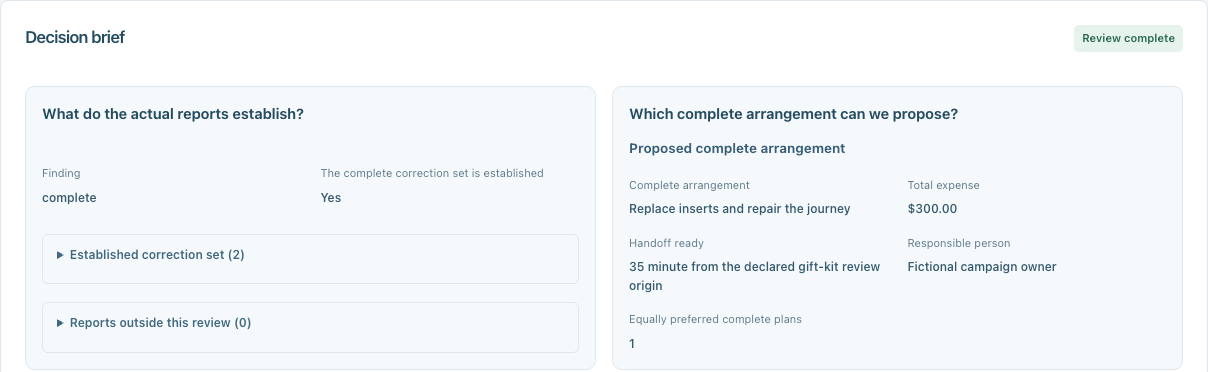 Decision brief
Review complete
What do the actual reports establish?
Finding
The complete correction set is established
complete
Yes
Established correction set (2)
Reports outside this review (0)
Which complete arrangement can we propose?
Proposed complete arrangement
Complete arrangement
Total expense
Replace inserts and repair the journey
$300.00
Handoff ready
Responsible person
35 minute from the declared gift-kit review
origin
Fictional campaign owner
Equally preferred complete plans
1